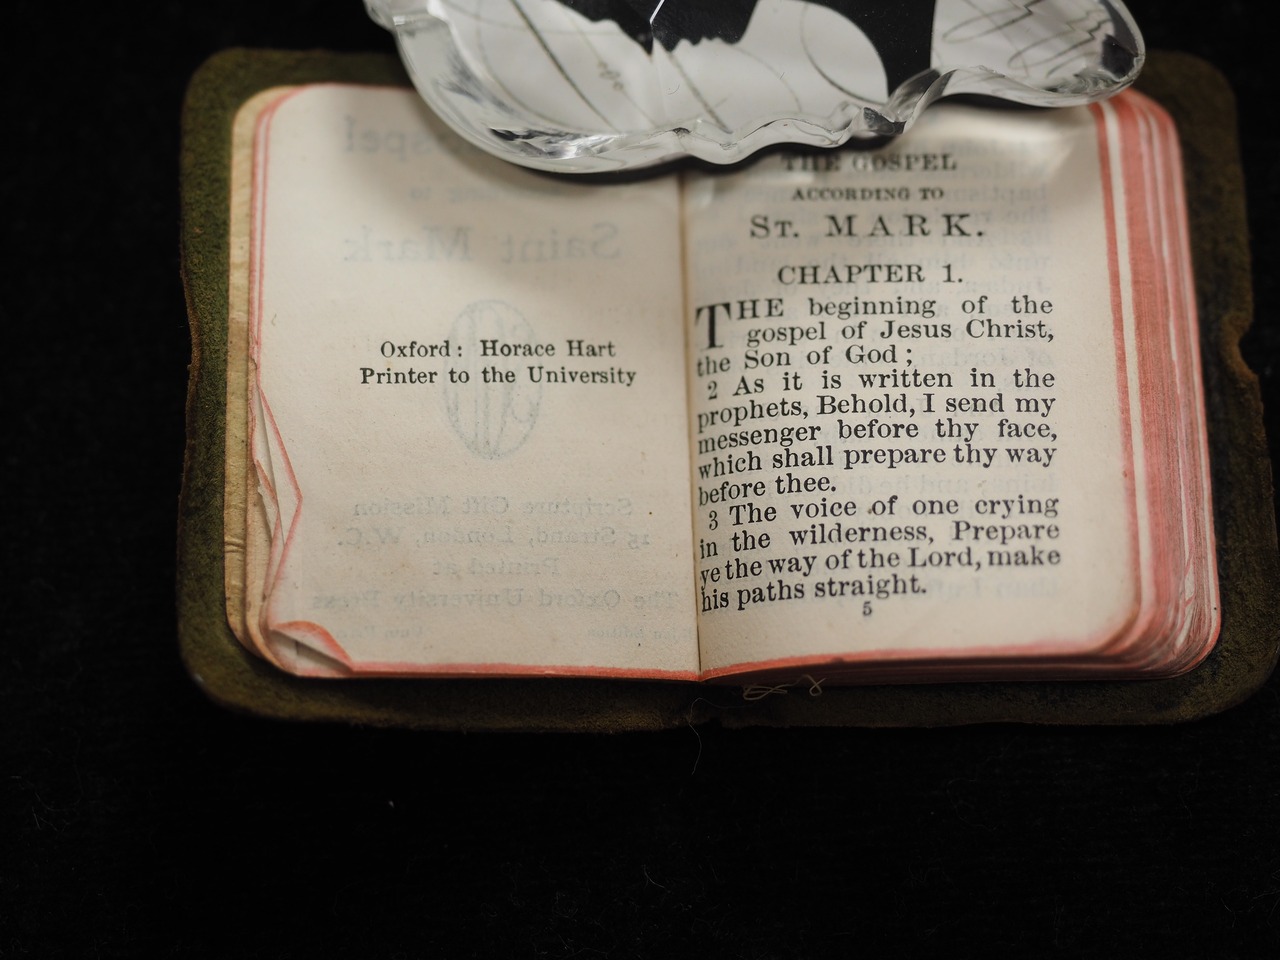 Oxford: Horace Hart
Printer to the University
THE GOSPEL
ACCORDING TO
ST. MARK.
CHAPTER 1.
THE beginning of the
gospel of Jesus Christ,
the Son of God;
2 As it is written in the
prophets, Behold, I send my
messenger before thy face,
which shall prepare thy way
before thee.
3 The voice of one crying
in the wilderness, Prepare
ye the way of the Lord, make
his paths straight.
5